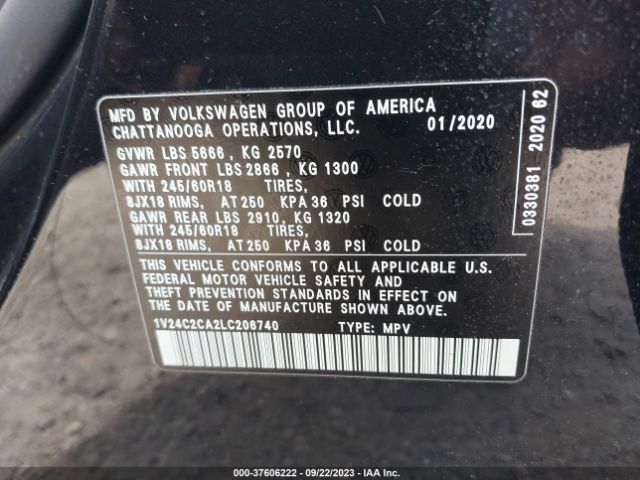 MFD BY VOLKSWAGEN GROUP OF AMERICA
CHATTANOOGA OPERATIONS, LLC. 01/2020
GVWR LBS 5666 , KG 2570
GAWR FRONT LBS 2866 , KG 1300
WITH 245/60R18 TIRES,
8JX18 RIMS, AT 250 KPA 36 PSI COLD
GAWR REAR LBS 2910, KG 1320
WITH 245/60R18 TIRES,
8JX18 RIMS, AT 250 KPA 36 PSI COLD
THIS VEHICLE CONFORMS TO ALL APPLICABLE U.S.
FEDERAL MOTOR VEHICLE SAFETY AND
THEFT PREVENTION STANDARDS IN EFFECT ON
THE DATE OF MANUFACTURE SHOWN ABOVE.
1V24C2CA2LC208740 TYPE: MPV
0330381 2020 62
000-37606222 - 09/22/2023 - IAA Inc.